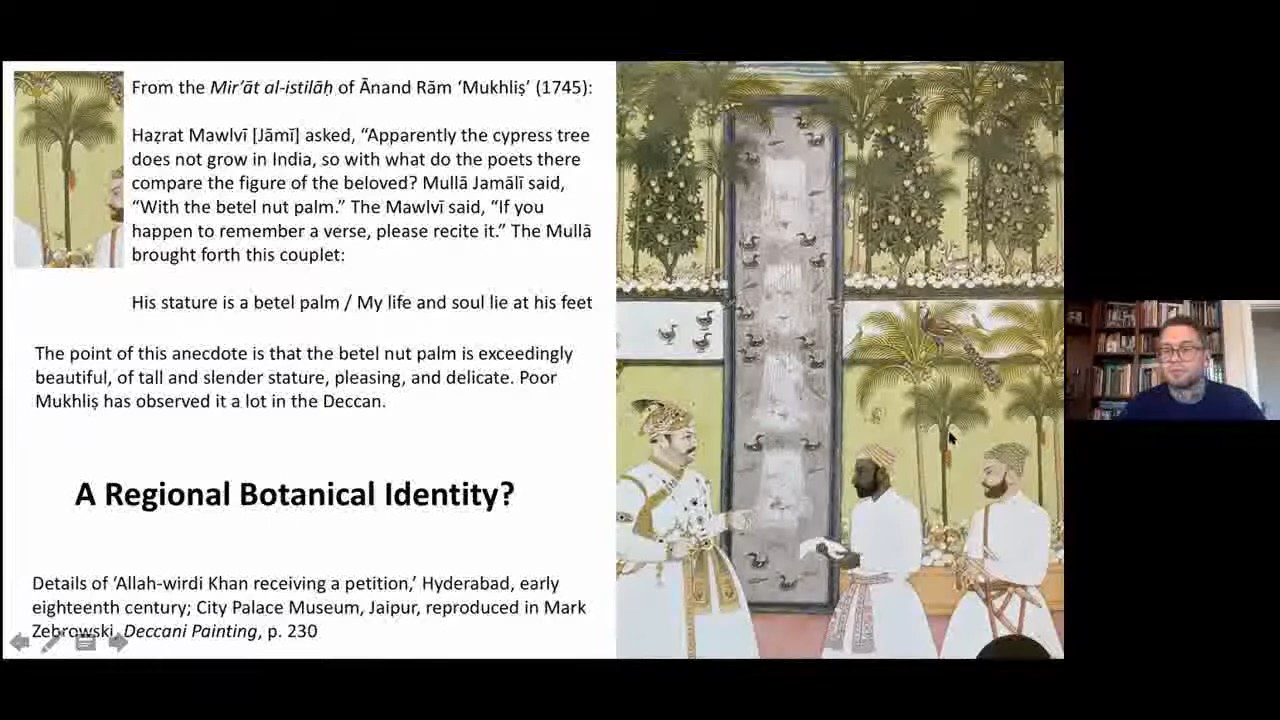 From the Mir’āt al-istilāḥ of Ānand Rām ‘Mukhliṣ’ (1745):
Haẓrat Mawlvī [Jāmī] asked, “Apparently the cypress tree
does not grow in India, so with what do the poets there
compare the figure of the beloved? Mullā Jamālī said,
“With the betel nut palm.” The Mawlvī said, “If you
happen to remember a verse, please recite it.” The Mullā
brought forth this couplet:
His stature is a betel palm / My life and soul lie at his feet
The point of this anecdote is that the betel nut palm is exceedingly
beautiful, of tall and slender stature, pleasing, and delicate. Poor
Mukhliṣ has observed it a lot in the Deccan.
A Regional Botanical Identity?
Details of ‘Allah-wirdi Khan receiving a petition,’ Hyderabad, early
eighteenth century; City Palace Museum, Jaipur, reproduced in Mark
Zebrowski, Deccani Painting, p. 230